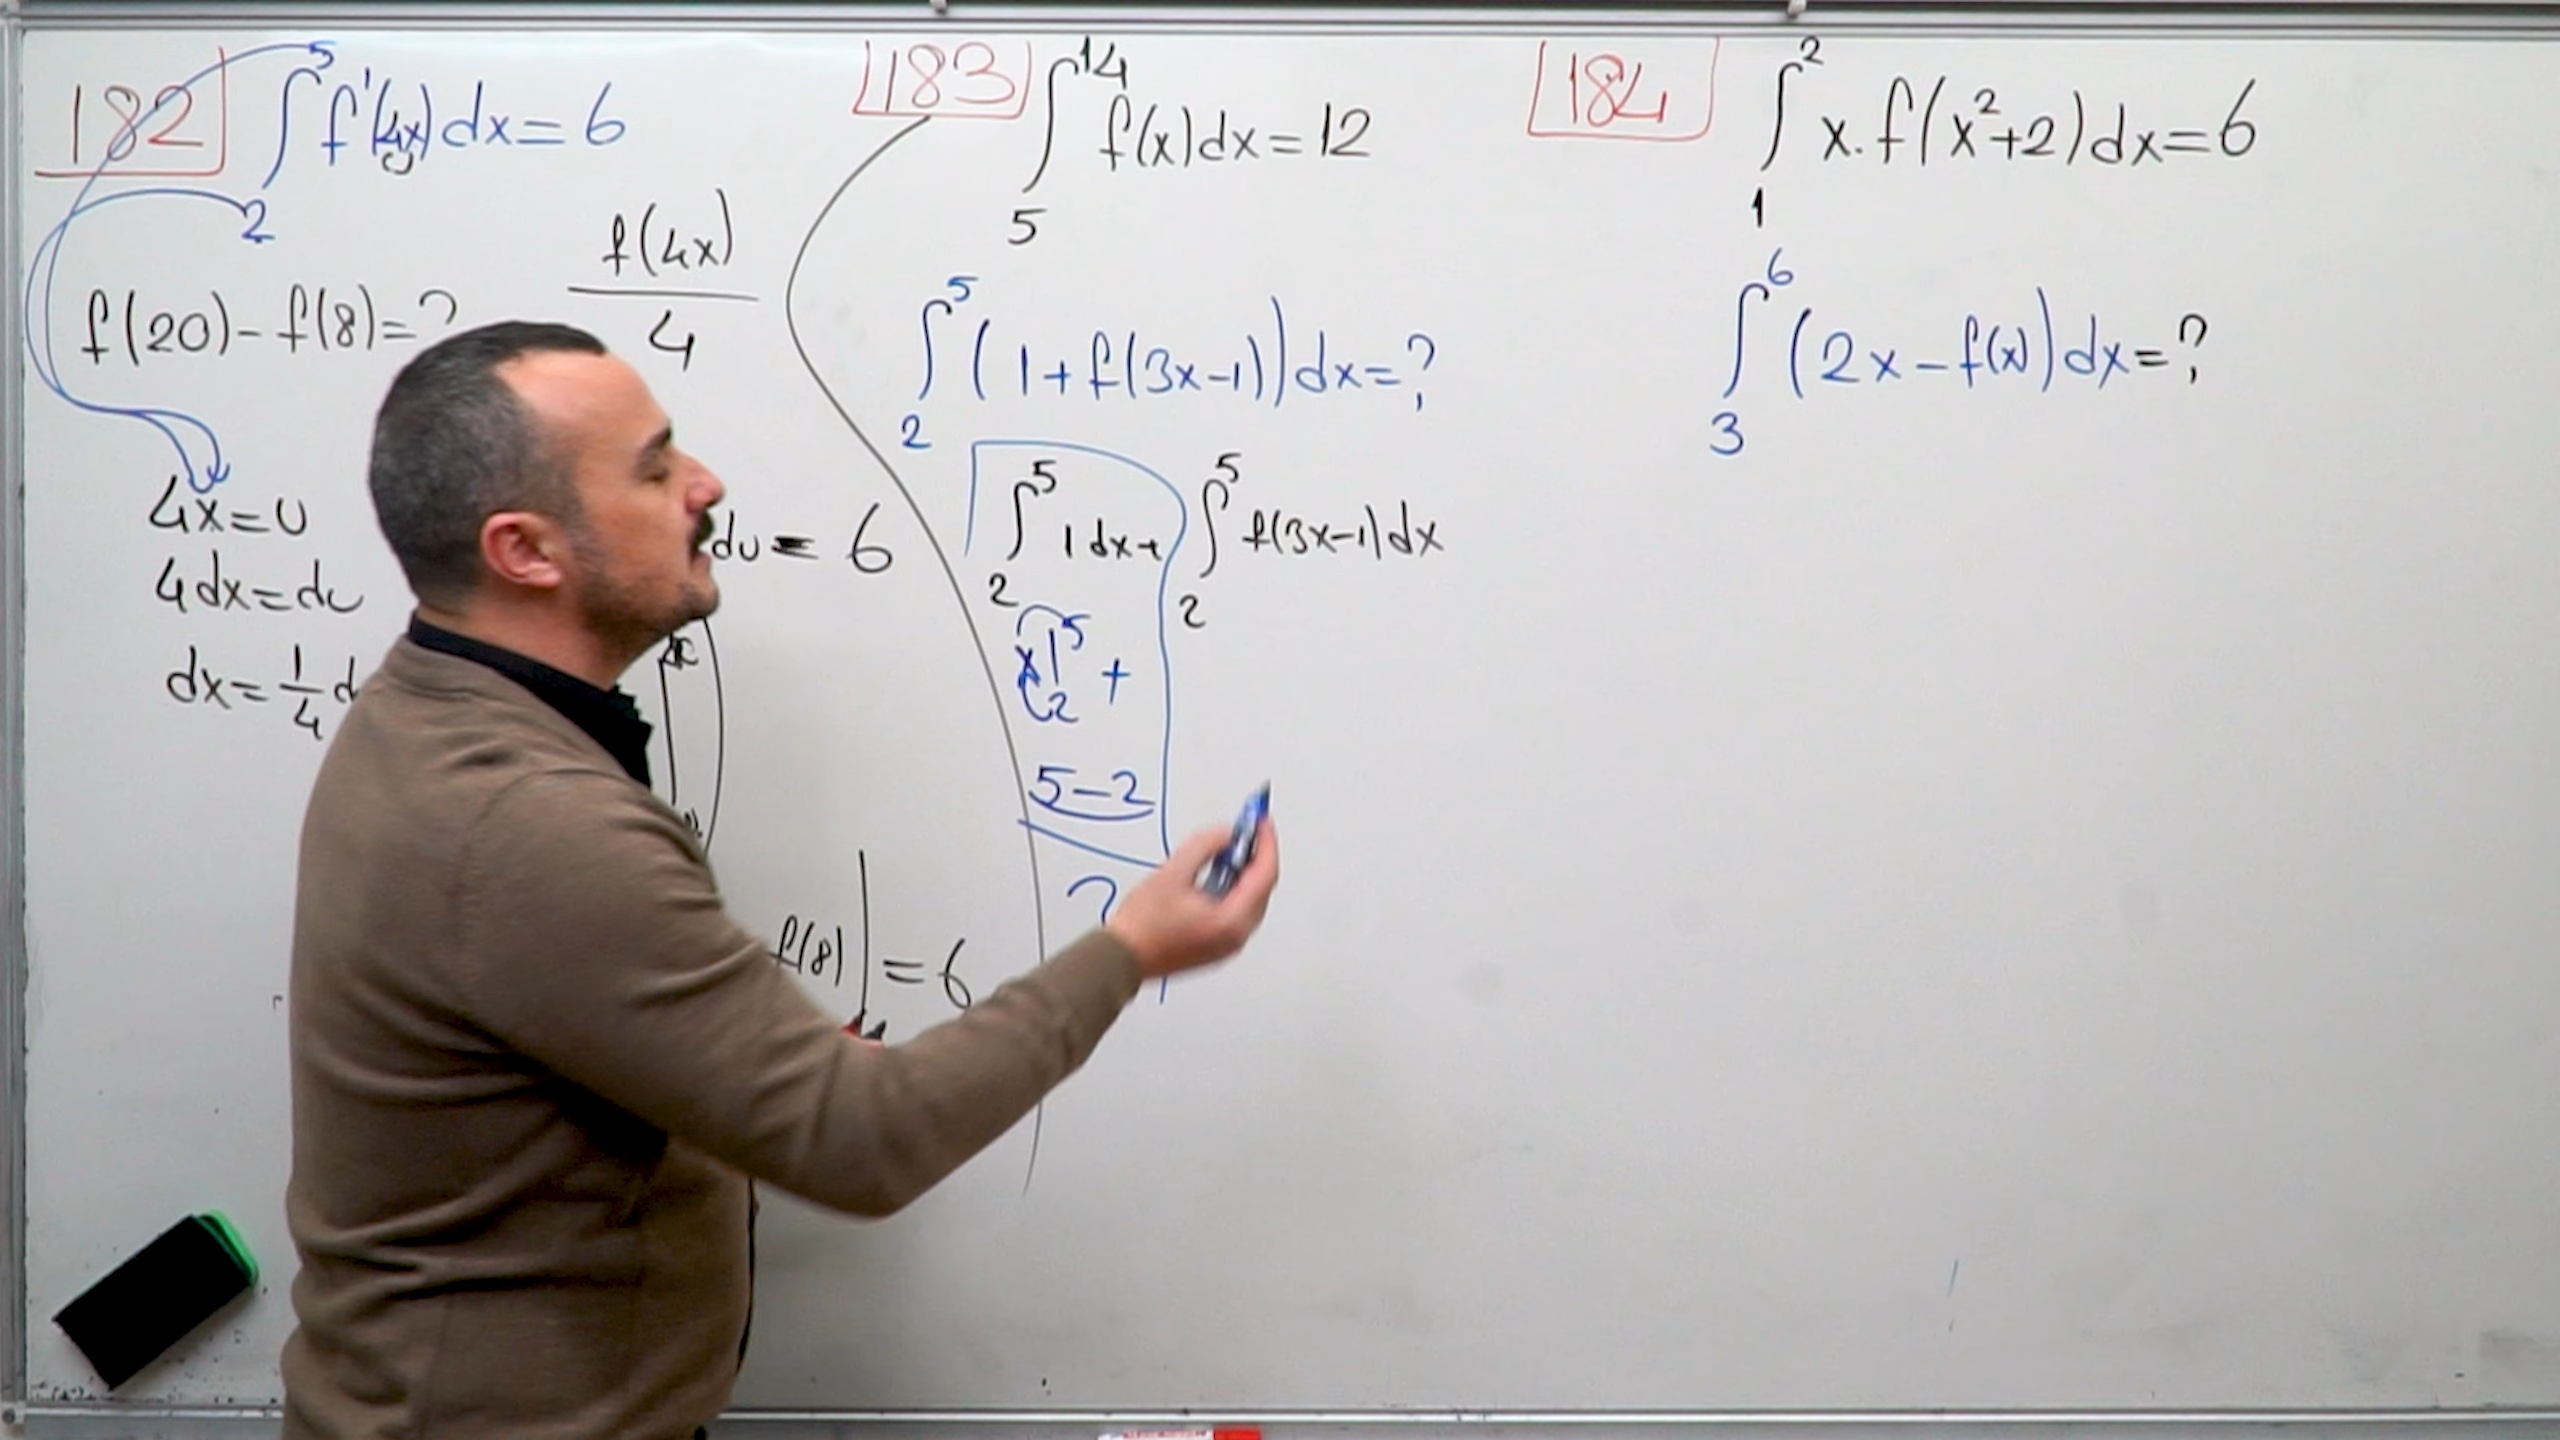 182
∫₂⁵ f'(4x)dx=6
f(20)-f(8)=?
f(4x)
4
4x=u
4dx=du
dx=1/4 d
du = 6
f(8) | = 6
183
∫₅¹⁴ f(x)dx=12
∫₂⁵ (1+f(3x-1))dx=?
∫₂⁵ 1dx+ ∫₂⁵ f(3x-1)dx
x|₂⁵ +
5-2
184
∫₁² x.f(x²+2)dx=6
∫₃⁶ (2x-f(x))dx=?